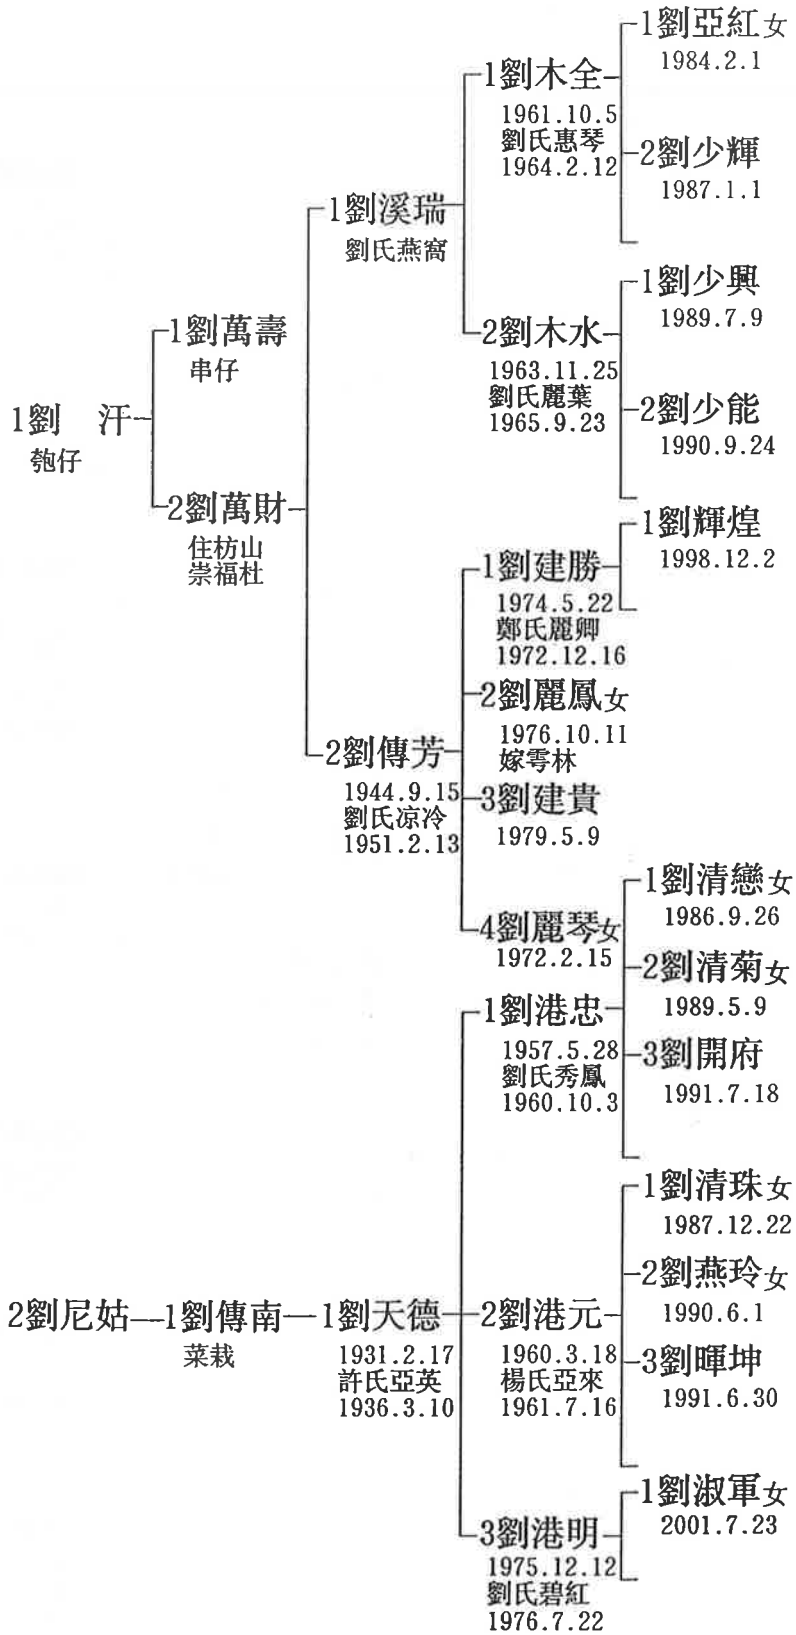 1劉亞紅女
1984.2.1
1劉木全
1961.10.5
劉氏惠琴
1964.2.12
2劉少輝
1987.1.1
1劉溪瑞
劉氏燕窩
1劉少興
1989.7.9
2劉木水
1963.11.25
劉氏麗葉
1965.9.23
2劉少能
1990.9.24
1劉萬壽
串仔
1劉　汗
匏仔
2劉萬財
住枋山
崇福杜
1劉輝煌
1998.12.2
1劉建勝
1974.5.22
鄭氏麗卿
1972.12.16
2劉麗鳳女
1976.10.11
嫁雩林
2劉傳芳
1944.9.15
劉氏凉冷
1951.2.13
3劉建貴
1979.5.9
4劉麗琴女
1972.2.15
1劉清戀女
1986.9.26
2劉清菊女
1989.5.9
1劉港忠
1957.5.28
劉氏秀鳳
1960.10.3
3劉開府
1991.7.18
1劉清珠女
1987.12.22
2劉燕玲女
1990.6.1
2劉尼姑
1劉傳南
菜栽
1劉天德
1931.2.17
許氏亞英
1936.3.10
2劉港元
1960.3.18
楊氏亞來
1961.7.16
3劉暉坤
1991.6.30
1劉淑軍女
2001.7.23
3劉港明
1975.12.12
劉氏碧紅
1976.7.22